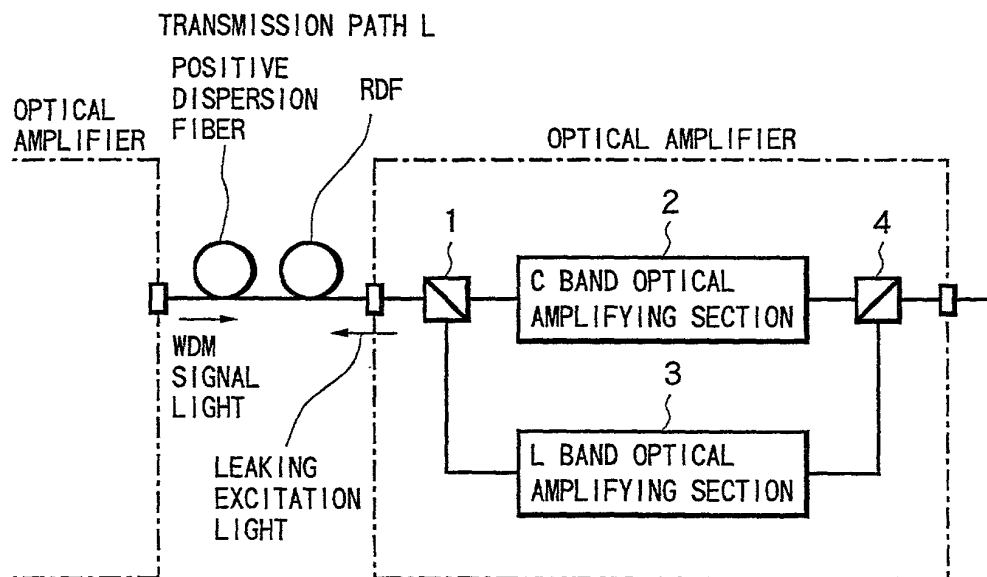 TRANSMISSION PATH L
POSITIVE
DISPERSION
FIBER
RDF
OPTICAL
AMPLIFIER
OPTICAL AMPLIFIER
1
2
4
C BAND OPTICAL
AMPLIFYING SECTION
WDM
SIGNAL
LIGHT
3
L BAND OPTICAL
AMPLIFYING SECTION
LEAKING
EXCITATION
LIGHT